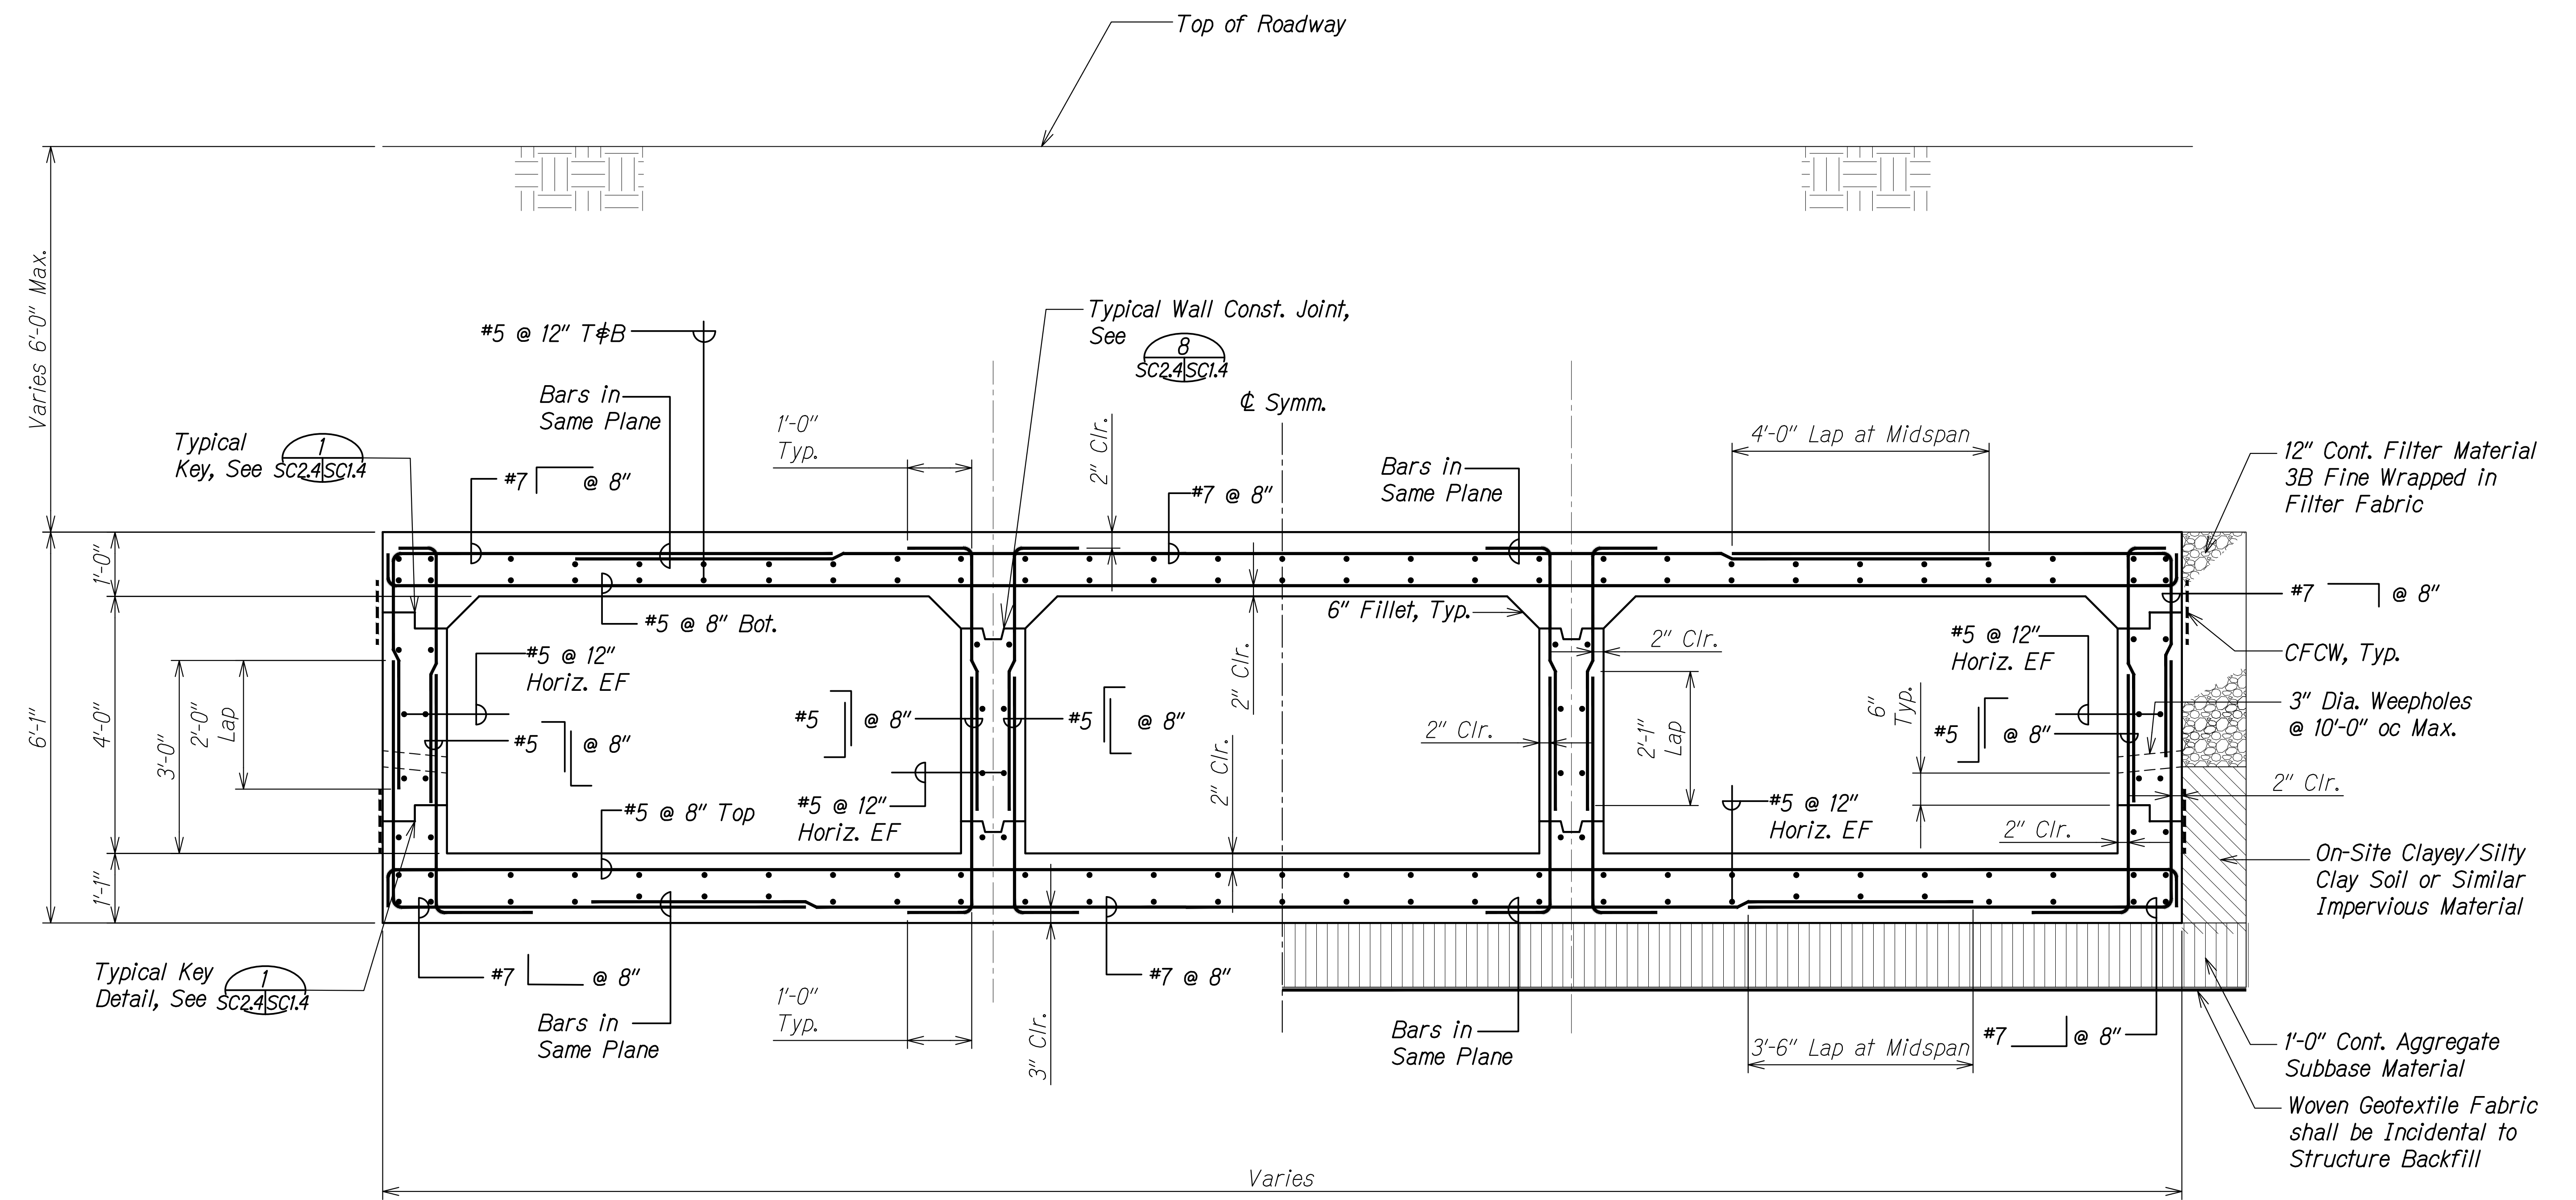 Top of Roadway
Varies 6'-0" Max.
#5 @ 12" T&B
Typical Wall Const. Joint,
See
8
SC2.4 SC1.4
Bars in
Same Plane
1'-0"
Typ.
2" Clr.
℄ Symm.
4'-0" Lap at Midspan
Typical
Key, See
1
SC2.4 SC1.4
#7 @ 8"
#7 @ 8"
Bars in
Same Plane
12" Cont. Filter Material
3B Fine Wrapped in
Filter Fabric
1'-0"
#5 @ 8" Bot.
6" Fillet, Typ.
#7 @ 8"
6'-1"
4'-0"
3'-0"
2'-0"
Lap
#5 @ 12"
Horiz. EF
2" Clr.
2" Clr.
#5 @ 12"
Horiz. EF
CFCW, Typ.
#5 @ 8"
#5 @ 8"
#5 @ 8"
2" Clr.
2'-1"
Lap
6"
Typ.
#5 @ 8"
3" Dia. Weepholes
@ 10'-0" oc Max.
#5 @ 8" Top
#5 @ 12"
Horiz. EF
2" Clr.
#5 @ 12"
Horiz. EF
2" Clr.
2" Clr.
1'-1"
On-Site Clayey/Silty
Clay Soil or Similar
Impervious Material
Typical Key
Detail, See
1
SC2.4 SC1.4
#7 @ 8"
#7 @ 8"
Bars in
Same Plane
1'-0"
Typ.
3" Clr.
Bars in
Same Plane
3'-6" Lap at Midspan
#7 @ 8"
1'-0" Cont. Aggregate
Subbase Material
Woven Geotextile Fabric
shall be Incidental to
Structure Backfill
Varies